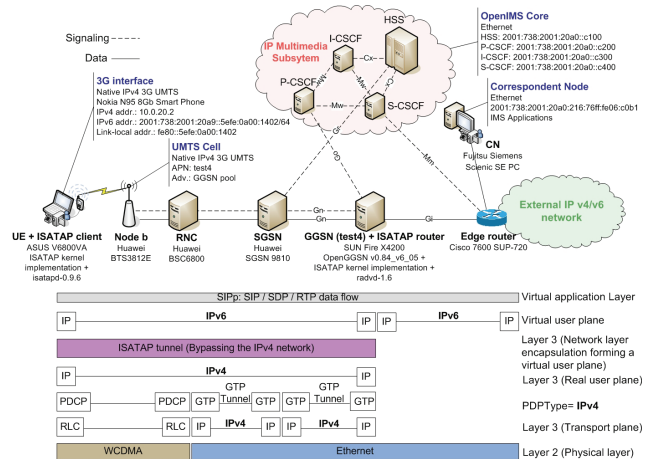 Signaling
Data
HSS
I-CSCF
IP Multimedia
Subsytem
Cx
Mw
Mw
P-CSCF
S-CSCF
Gi
Go
Mm
OpenIMS Core
Ethernet
HSS: 2001:738:2001:20a0::c100
P-CSCF: 2001:738:2001:20a0::c200
I-CSCF: 2001:738:2001:20a0::c300
S-CSCF: 2001:738:2001:20a0::c400
3G interface
Native IPv4 3G UMTS
Nokia N95 8Gb Smart Phone
IPv4 addr.: 10.0.20.2
IPv6 addr.: 2001:738:2001:20a9::5efe:0a00:1402/64
Link-local addr.: fe80::5efe:0a00:1402
Correspondent Node
Ethernet
2001:738:2001:20a0:216:76ff:fe06:c0b1
IMS Applications
CN
Fujitsu Siemens
Scenic SE PC
UMTS Cell
Native IPv4 3G UMTS
APN: test4
Adv.: GGSN pool
Gn
Gn
Gi
External IP v4/v6
network
UE + ISATAP client
ASUS V6800VA
ISATAP kernel
implementation +
isatapd-0.9.6
Node b
Huawei
BTS3812E
RNC
Huawei
BSC6800
SGSN
Huawei
SGSN 9810
GGSN (test4) + ISATAP router
SUN Fire X4200
OpenGGSN v0.84_v6_05 +
ISATAP kernel implementation +
radvd-1.6
Edge router
Cisco 7600 SUP-720
SIPp: SIP / SDP / RTP data flow
Virtual application Layer
IP IPv6 IP IP IPv6 IP
Virtual user plane
ISATAP tunnel (Bypassing the IPv4 network)
Layer 3 (Network layer
encapsulation forming a
virtual user plane)
IP IPv4 IP
Layer 3 (Real user plane)
PDCP PDCP GTP GTP Tunnel GTP GTP GTP Tunnel GTP
PDPType= IPv4
RLC RLC IP IPv4 IP IP IPv4 IP
Layer 3 (Transport plane)
WCDMA Ethernet
Layer 2 (Physical layer)